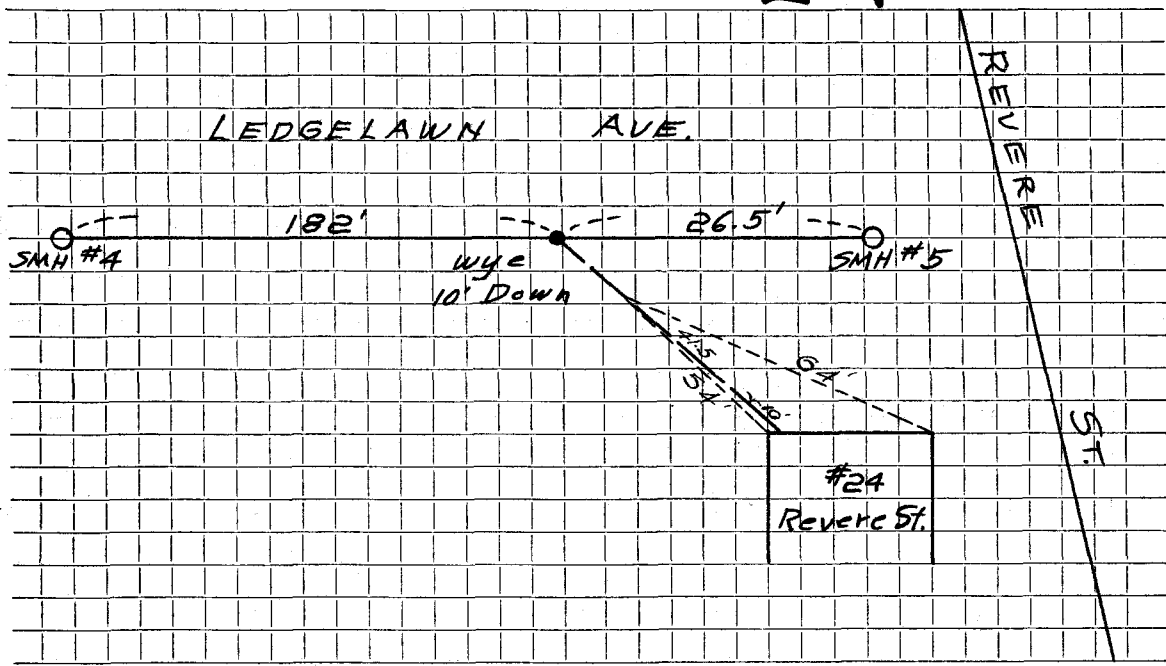 LEDGELAWN AVE.
REVERE ST.
182'
26.5'
SMH #4
wye
10' Down
SMH #5
64'
54'
#24
Revere St.